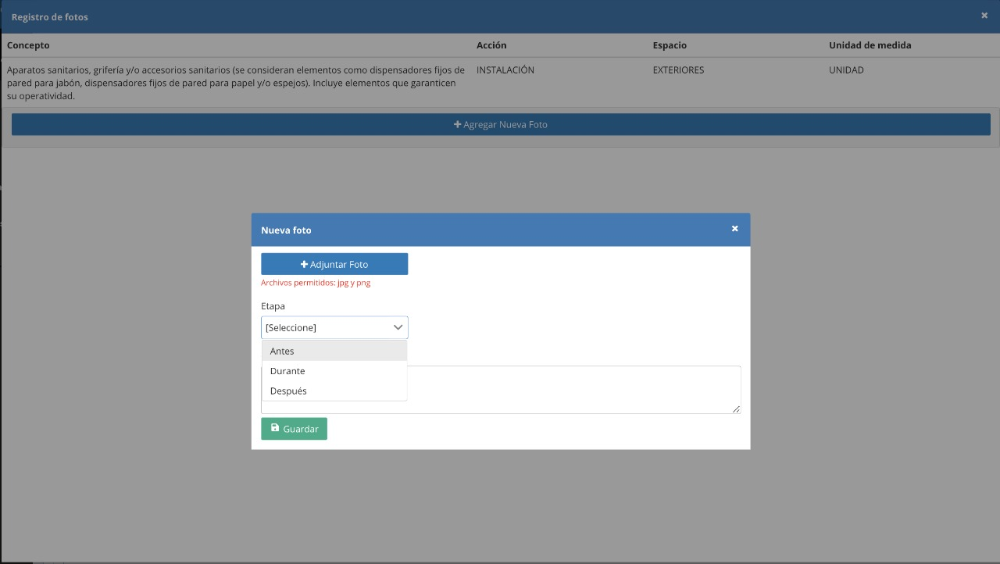 Registro de fotos
Concepto Acción Espacio Unidad de medida
Aparatos sanitarios, grifería y/o accesorios sanitarios (se consideran elementos como dispensadores fijos de
pared para jabón, dispensadores fijos de pared para papel y/o espejos). Incluye elementos que garanticen
su operatividad.
INSTALACIÓN
EXTERIORES
UNIDAD
Agregar Nueva Foto
Nueva foto
Adjuntar Foto
Archivos permitidos: jpg y png
Etapa
[Seleccione]
Antes
Durante
Después
Guardar